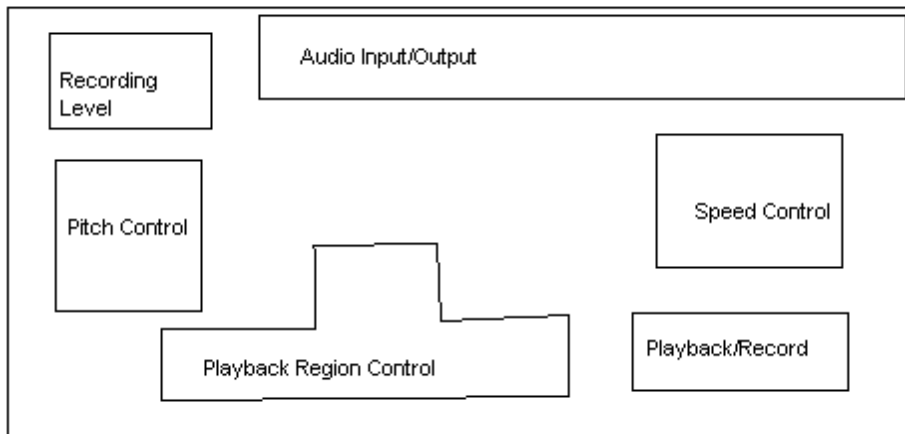 Recording
Level
Audio Input/Output
Pitch Control
Speed Control
Playback Region Control
Playback/Record